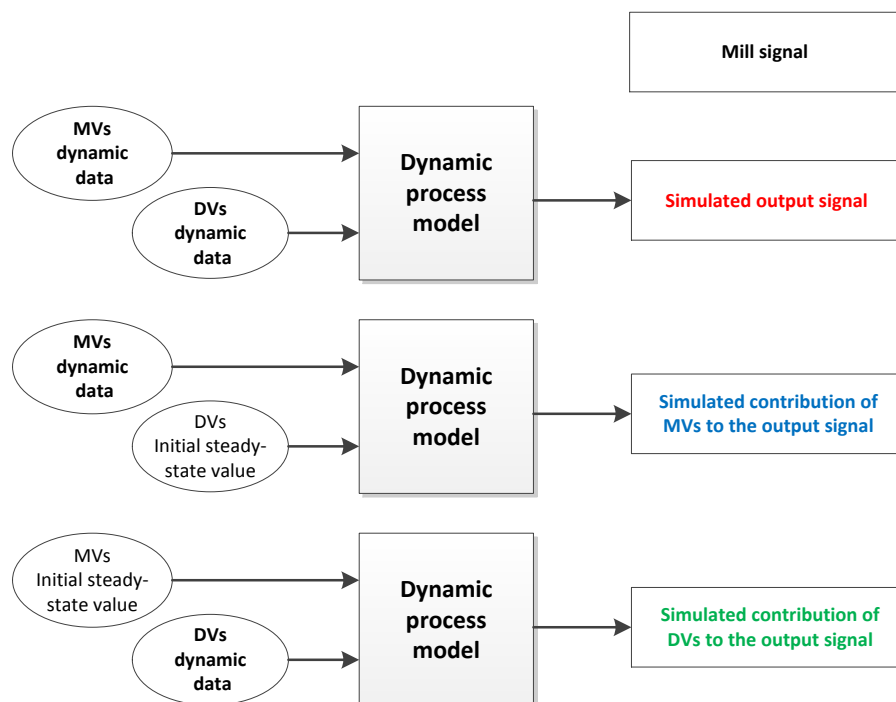 Mill signal
MVs
dynamic
data
DVs
dynamic
data
Dynamic
process
model
Simulated output signal
MVs
dynamic
data
DVs
Initial steady-
state value
Dynamic
process
model
Simulated contribution of
MVs to the output signal
MVs
Initial steady-
state value
DVs
dynamic
data
Dynamic
process
model
Simulated contribution of
DVs to the output signal